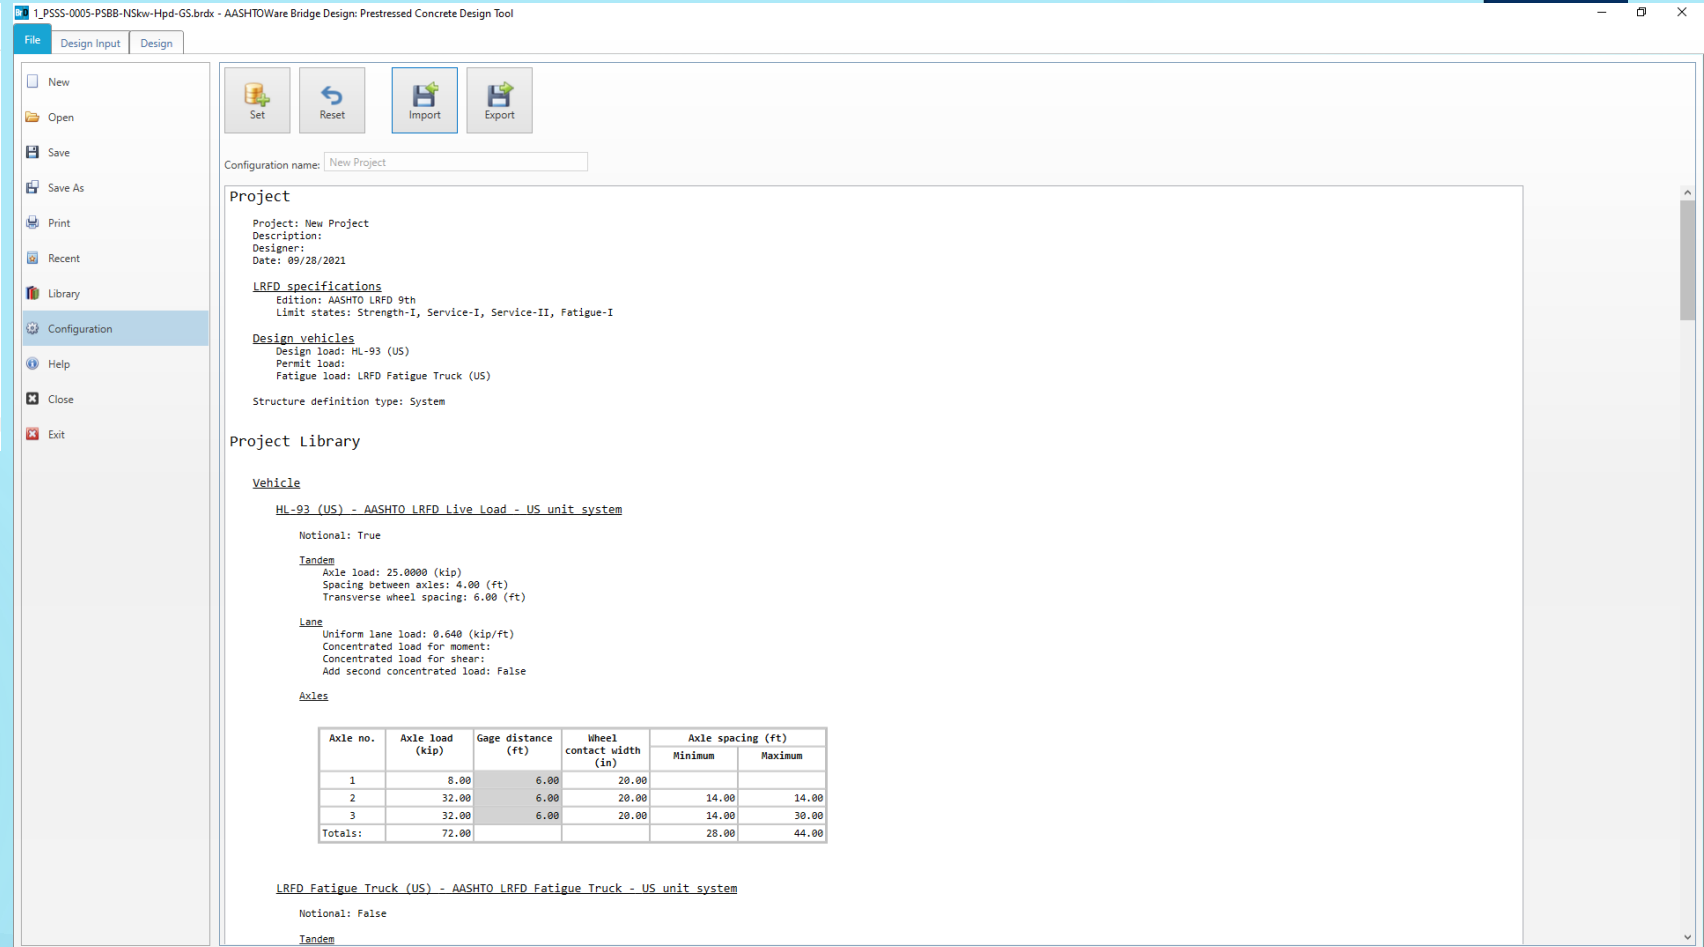 BrD 1_PSSS-0005-PSBB-NSkw-Hpd-GS.brdx - AASHTOWare Bridge Design: Prestressed Concrete Design Tool
File Design Input Design
New
Open
Save
Save As
Print
Recent
Library
Configuration
Help
Close
Exit
Set Reset Import Export
Configuration name: New Project
Project
Project: New Project
Description:
Designer:
Date: 09/28/2021
LRFD specifications
Edition: AASHTO LRFD 9th
Limit states: Strength-I, Service-I, Service-II, Fatigue-I
Design vehicles
Design load: HL-93 (US)
Permit load:
Fatigue load: LRFD Fatigue Truck (US)
Structure definition type: System
Project Library
Vehicle
HL-93 (US) - AASHTO LRFD Live Load - US unit system
Notional: True
Tandem
Axle load: 25.0000 (kip)
Spacing between axles: 4.00 (ft)
Transverse wheel spacing: 6.00 (ft)
Lane
Uniform lane load: 0.640 (kip/ft)
Concentrated load for moment:
Concentrated load for shear:
Add second concentrated load: False
Axles
Axle no. Axle load (kip) Gage distance (ft) Wheel contact width (in) Axle spacing (ft)
Minimum Maximum
1 8.00 6.00 20.00
2 32.00 6.00 20.00 14.00 14.00
3 32.00 6.00 20.00 14.00 30.00
Totals: 72.00 28.00 44.00
LRFD Fatigue Truck (US) - AASHTO LRFD Fatigue Truck - US unit system
Notional: False
Tandem